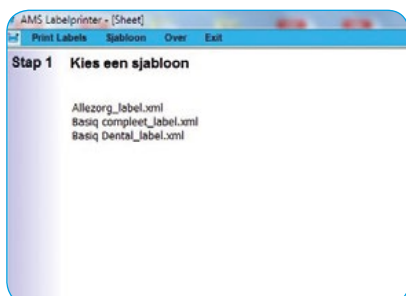 AMS Labelprinter - [Sheet]
Print Labels Sjabloon Over Exit
Stap 1 Kies een sjabloon
Allezorg_label.xml
Basiq compleet_label.xml
Basiq Dental_label.xml